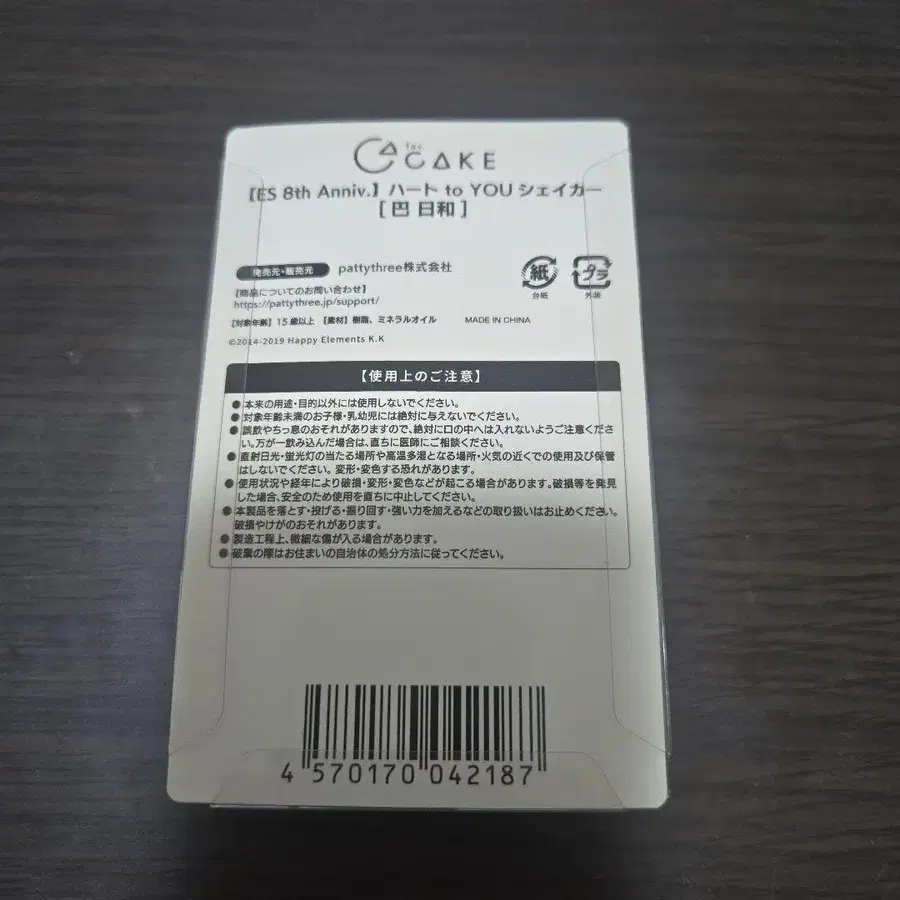 for.
CAKE
【ES 8th Anniv.】ハート to YOU シェイカー
[ 巴 日和 ]
発売元・販売元 pattythree株式会社
【商品についてのお問い合わせ】
https://pattythree.jp/support/
紙
台紙
プラ
外装
【対象年齢】15歳以上 【素材】樹脂、ミネラルオイル MADE IN CHINA
©2014-2019 Happy Elements K.K
【使用上のご注意】
●本来の用途・目的以外には使用しないでください。
●対象年齢未満のお子様・乳幼児には絶対に与えないでください。
●誤飲やちっ息のおそれがありますので、絶対に口の中へは入れないようご注意くださ
い。万が一飲み込んだ場合は、直ちに医師にご相談ください。
●直射日光・蛍光灯の当たる場所や高温多湿となる場所・火気の近くでの使用及び保管
はしないでください。変形・変色する恐れがあります。
●使用状況や経年により破損・変形・変色などが起こる場合があります。破損等を発見
した場合、安全のため使用を直ちに中止してください。
●本製品を落とす・投げる・振り回す・強い力を加えるなどの取り扱いはお止めください。
破損やけがのおそれがあります。
●製造工程上、微細な傷が入る場合があります。
●破棄の際はお住まいの自治体の処分方法に従ってください。
4 570170 042187